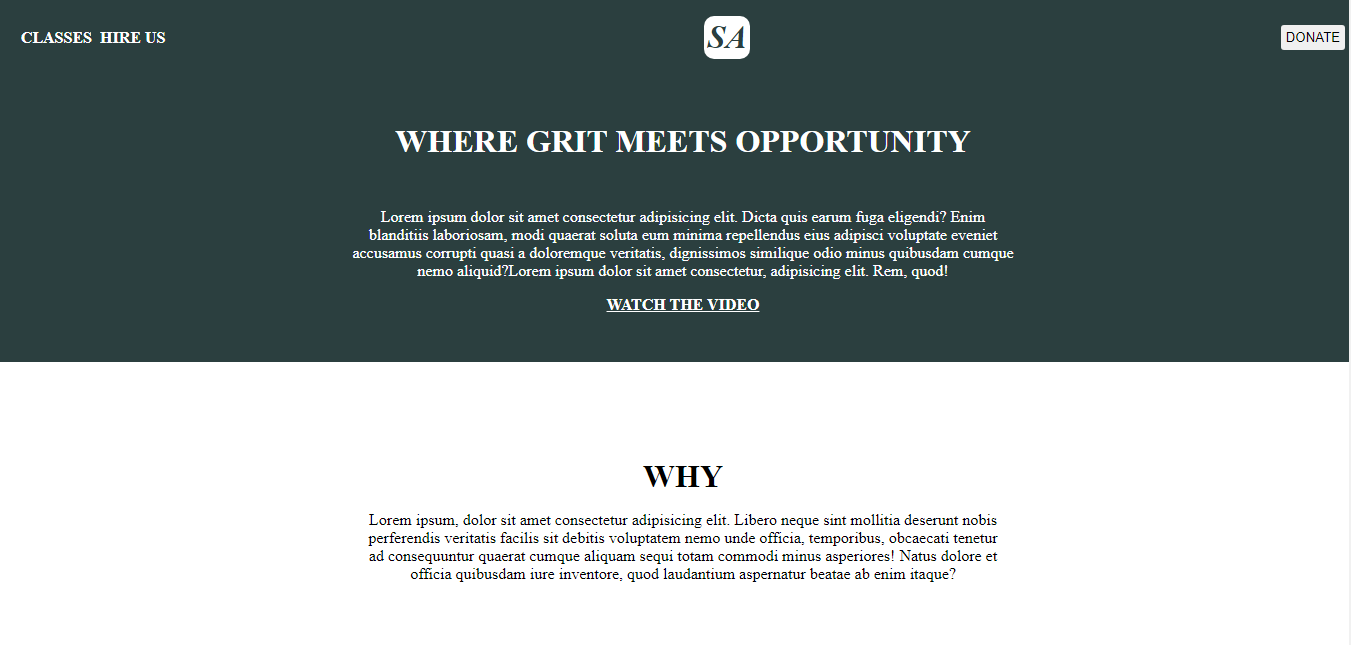 CLASSES HIRE US
SA
DONATE
WHERE GRIT MEETS OPPORTUNITY
Lorem ipsum dolor sit amet consectetur adipisicing elit. Dicta quis earum fuga eligendi? Enim
blanditiis laboriosam, modi quaerat soluta eum minima repellendus eius adipisci voluptate eveniet
accusamus corrupti quasi a doloremque veritatis, dignissimos similique odio minus quibusdam cumque
nemo aliquid?Lorem ipsum dolor sit amet consectetur, adipisicing elit. Rem, quod!
WATCH THE VIDEO
WHY
Lorem ipsum, dolor sit amet consectetur adipisicing elit. Libero neque sint mollitia deserunt nobis
perferendis veritatis facilis sit debitis voluptatem nemo unde officia, temporibus, obcaecati tenetur
ad consequuntur quaerat cumque aliquam sequi totam commodi minus asperiores! Natus dolore et
officia quibusdam iure inventore, quod laudantium aspernatur beatae ab enim itaque?